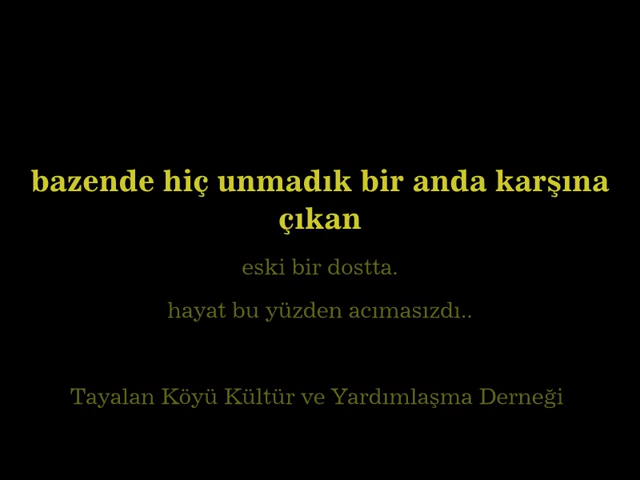 bazende hiç unmadık bir anda karşına
çıkan
eski bir dostta.
hayat bu yüzden acımasızdı..
Tayalan Köyü Kültür ve Yardımlaşma Derneği